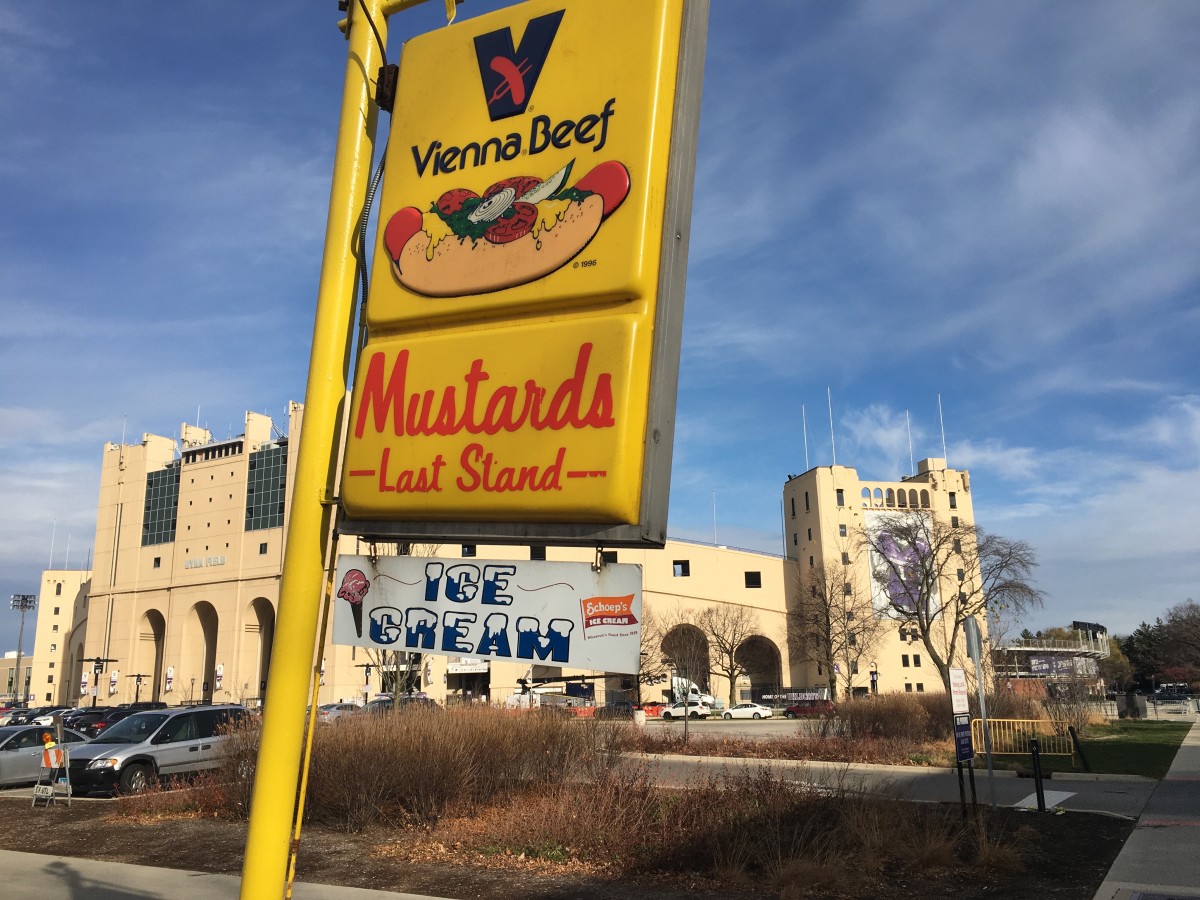 V
®
Vienna® Beef
© 1996
Mustards
Last Stand
ICE
CREAM
Schoep's
ICE CREAM
RYAN FIELD